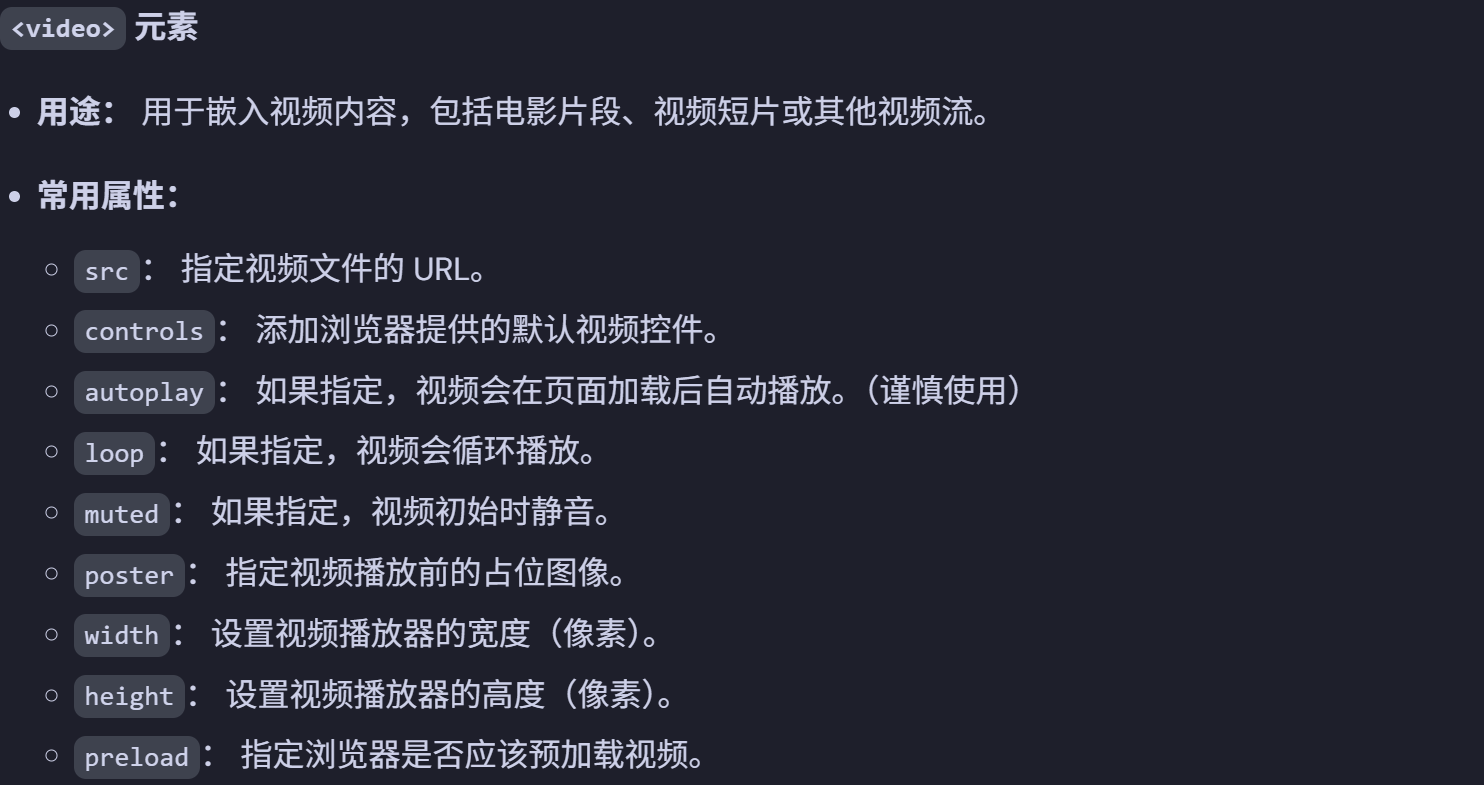 <video> 元素
用途： 用于嵌入视频内容，包括电影片段、视频短片或其他视频流。
常用属性：
src： 指定视频文件的 URL。
controls： 添加浏览器提供的默认视频控件。
autoplay： 如果指定，视频会在页面加载后自动播放。（谨慎使用）
loop： 如果指定，视频会循环播放。
muted： 如果指定，视频初始时静音。
poster： 指定视频播放前的占位图像。
width： 设置视频播放器的宽度（像素）。
height： 设置视频播放器的高度（像素）。
preload： 指定浏览器是否应该预加载视频。